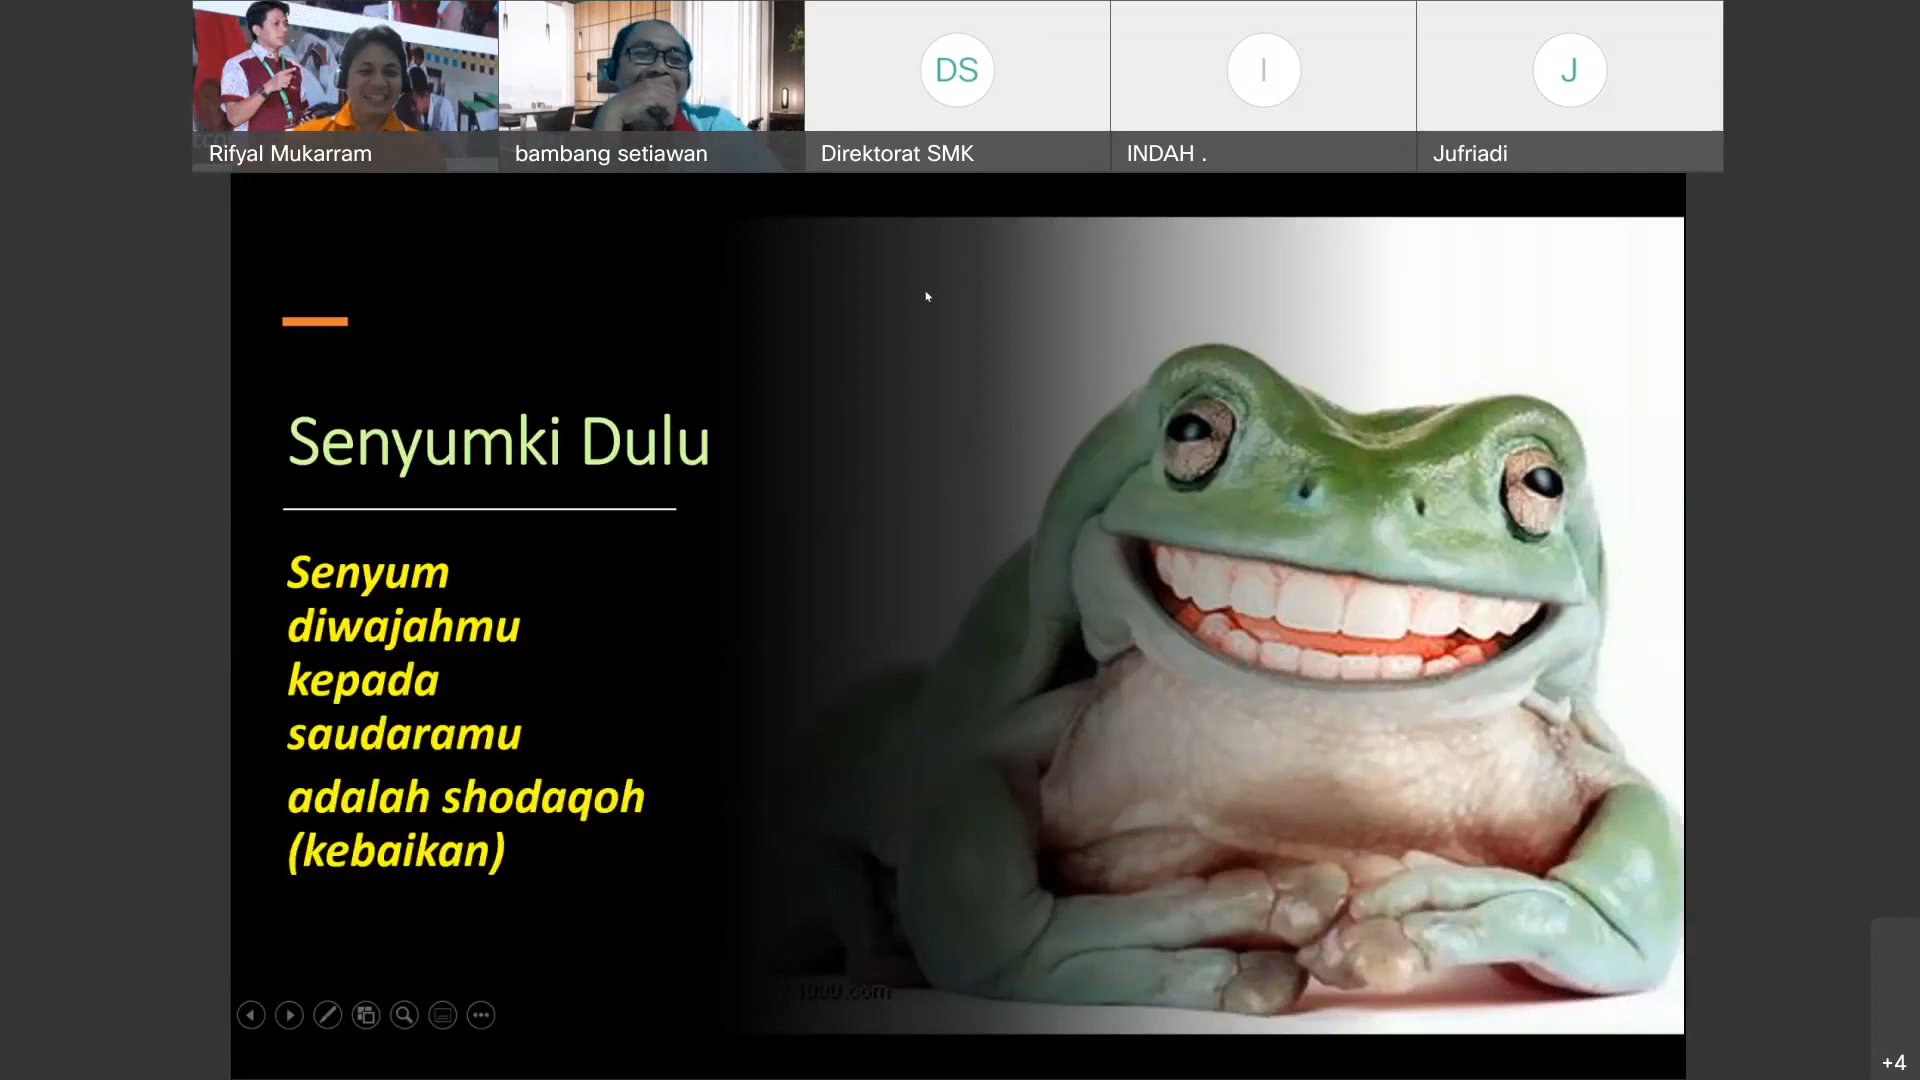 DS
I
J
Rifyal Mukarram
bambang setiawan
Direktorat SMK
INDAH .
Jufriadi
Senyumki Dulu
Senyum
diwajahmu
kepada
saudaramu
adalah shodaqoh
(kebaikan)
+4